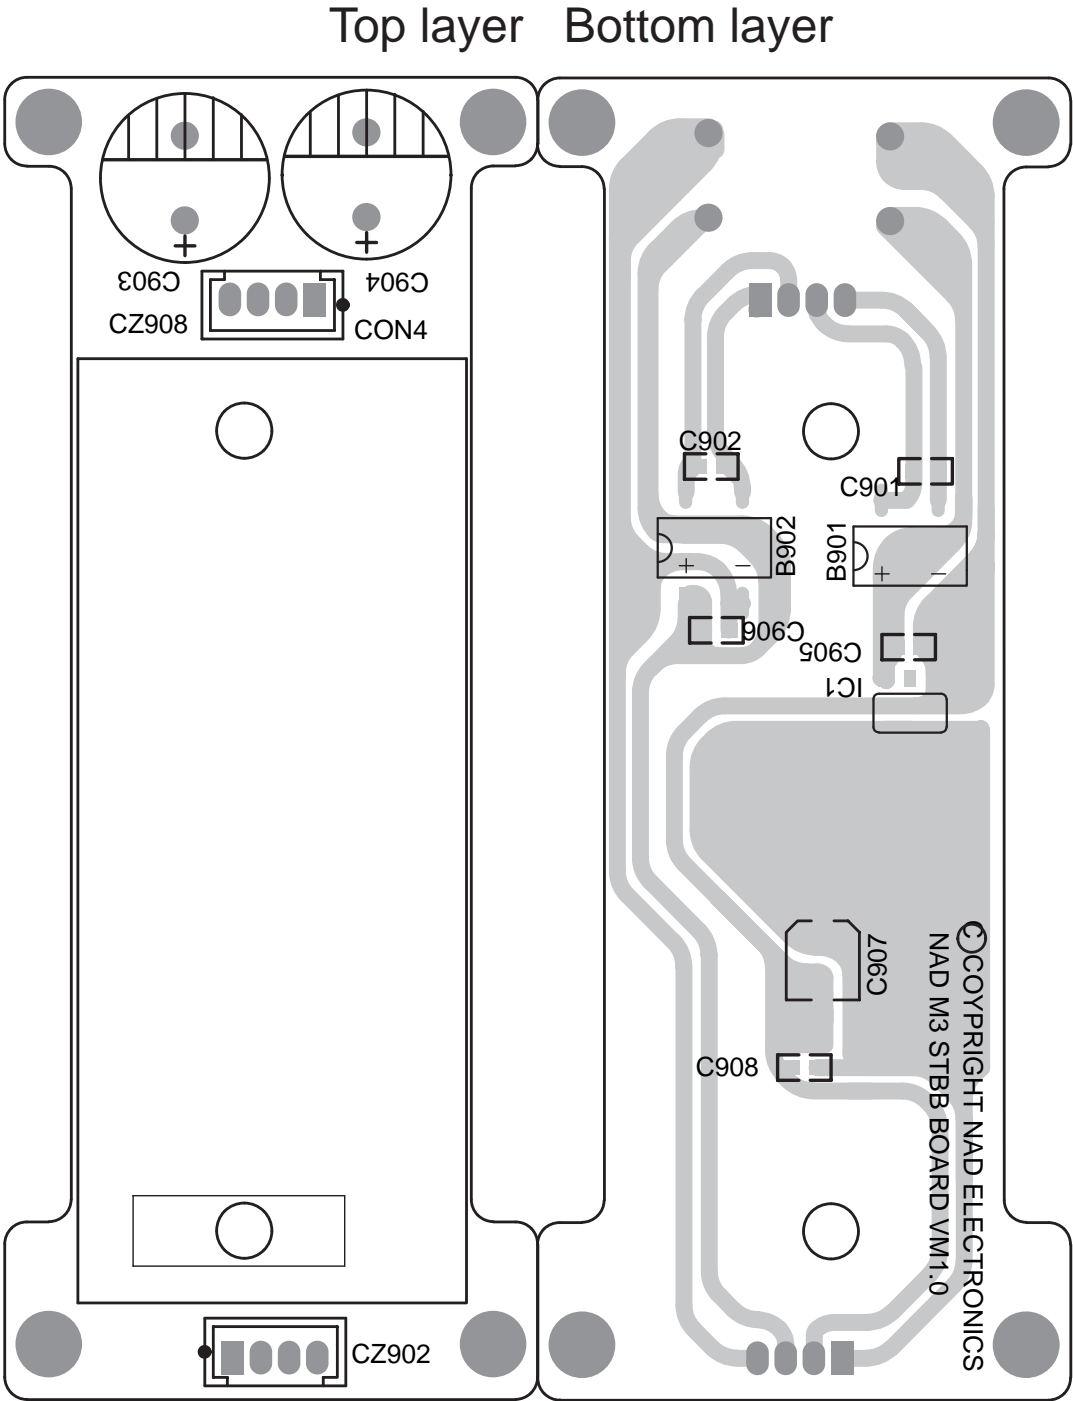 Top layer Bottom layer
C903
C904
CZ908
CON4
C902
C901
B902
B901
+ −
+ −
C906
C905
IC1
C907
C908
©COYPRIGHT NAD ELECTRONICS
NAD M3 STBB BOARD VM1.0
CZ902